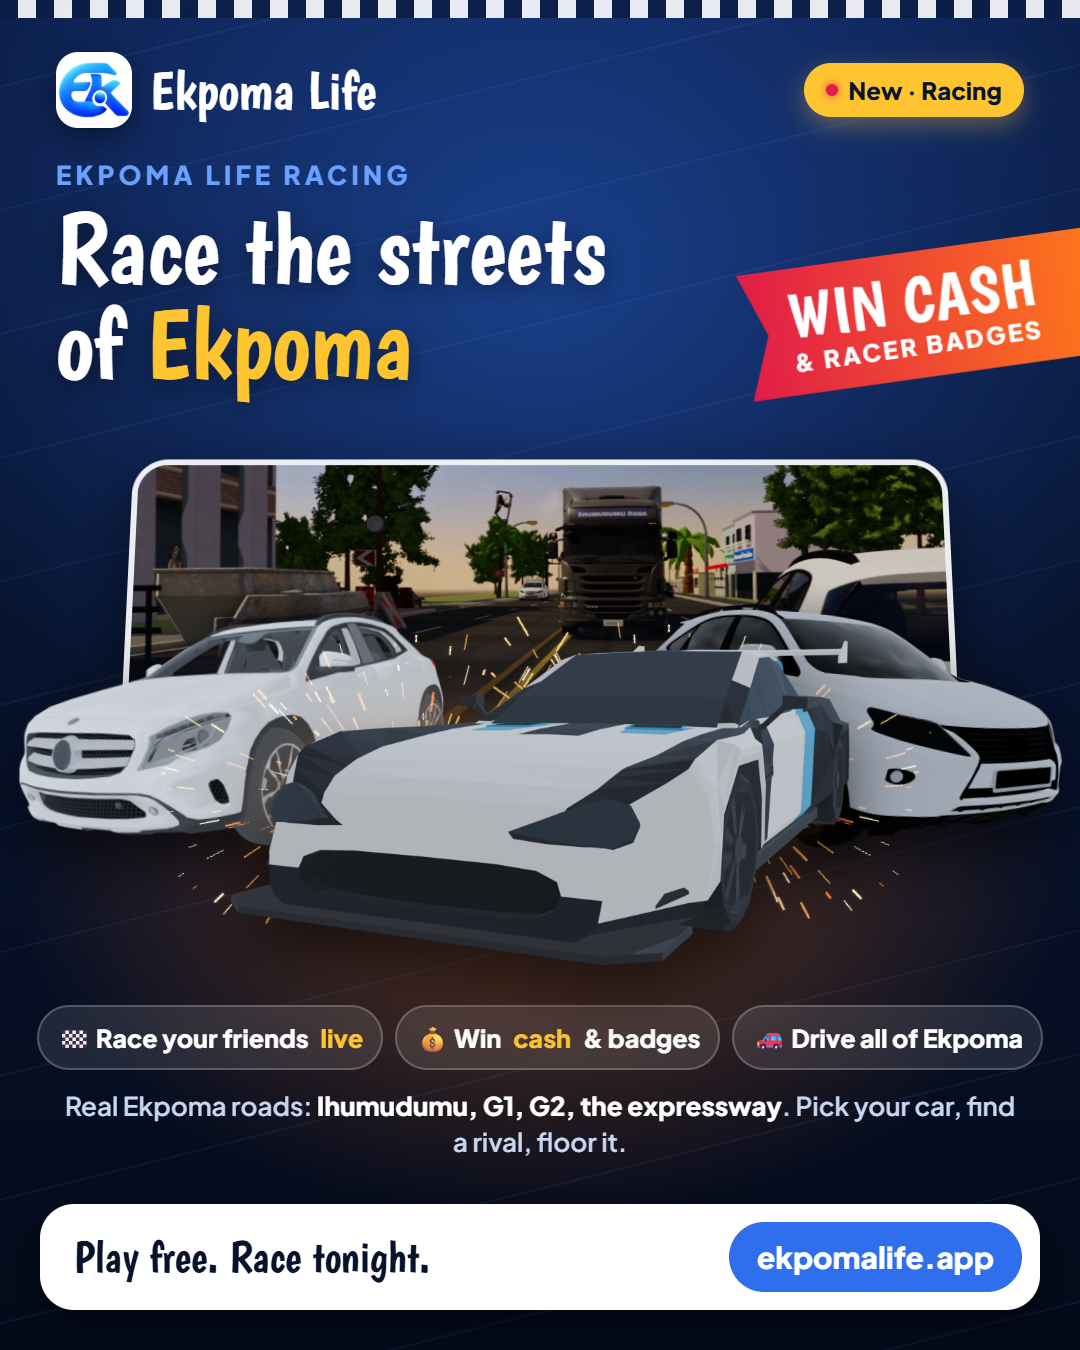 Ekpoma Life
New · Racing
EKPOMA LIFE RACING
Race the streets
of Ekpoma
WIN CASH
& RACER BADGES
IHUMUDUMU ROAD
Race your friends live
Win cash & badges
Drive all of Ekpoma
Real Ekpoma roads: Ihumudumu, G1, G2, the expressway. Pick your car, find
a rival, floor it.
Play free. Race tonight.
ekpomalife.app